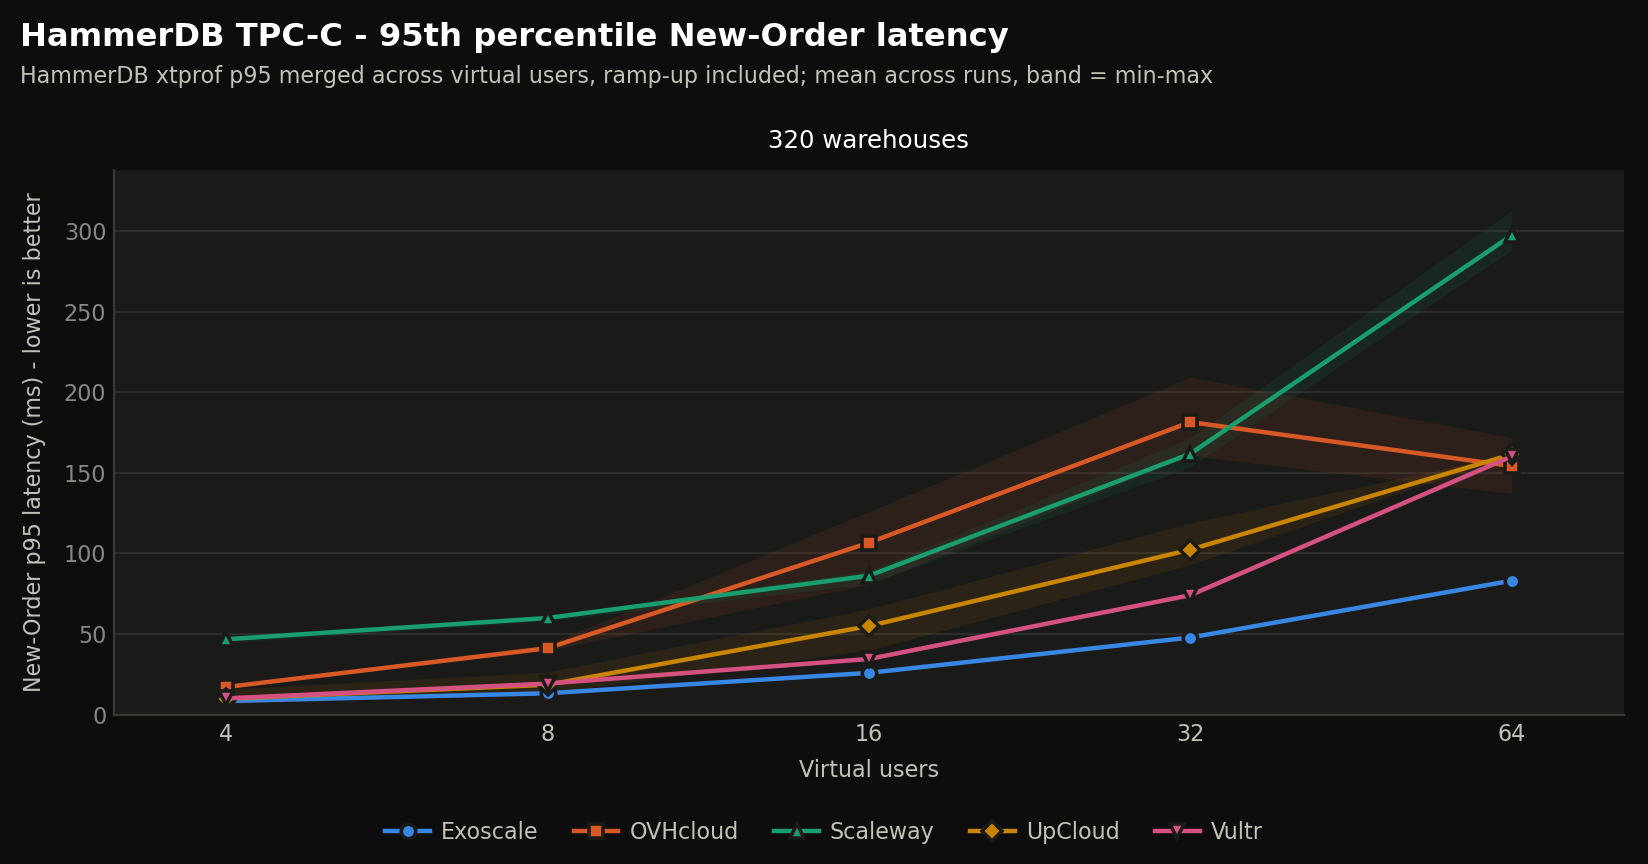 HammerDB TPC-C - 95th percentile New-Order latency
HammerDB xtprof p95 merged across virtual users, ramp-up included; mean across runs, band = min-max
320 warehouses
New-Order p95 latency (ms) - lower is better
300
250
200
150
100
50
0
4 8 16 32 64
Virtual users
Exoscale OVHcloud Scaleway UpCloud Vultr